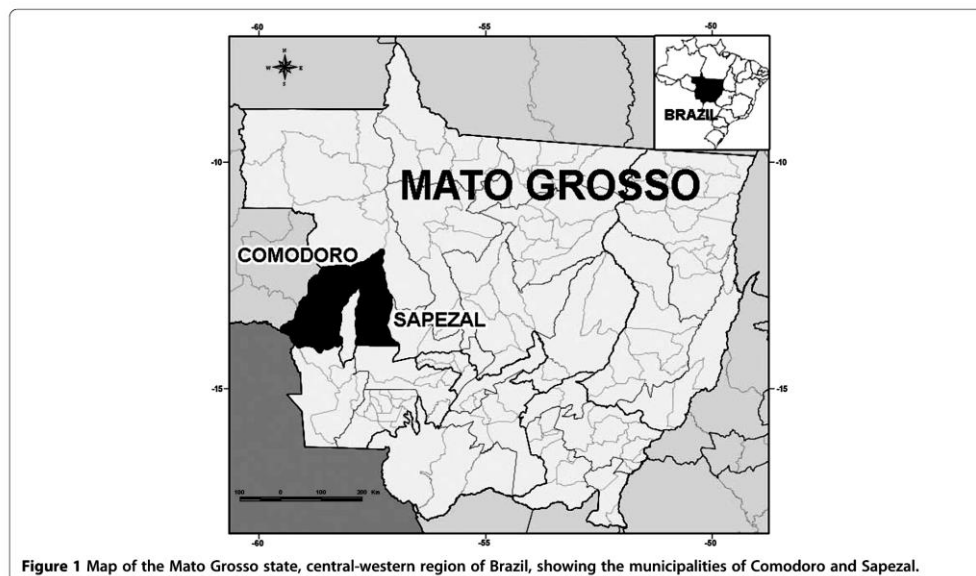 -60 -55 -50
N
E
S
BRAZIL
-10 -10
MATO GROSSO
COMODORO
SAPEZAL
-15 -15
100 0 100 200 Km
-60 -55 -50
Figure 1 Map of the Mato Grosso state, central-western region of Brazil, showing the municipalities of Comodoro and Sapezal.